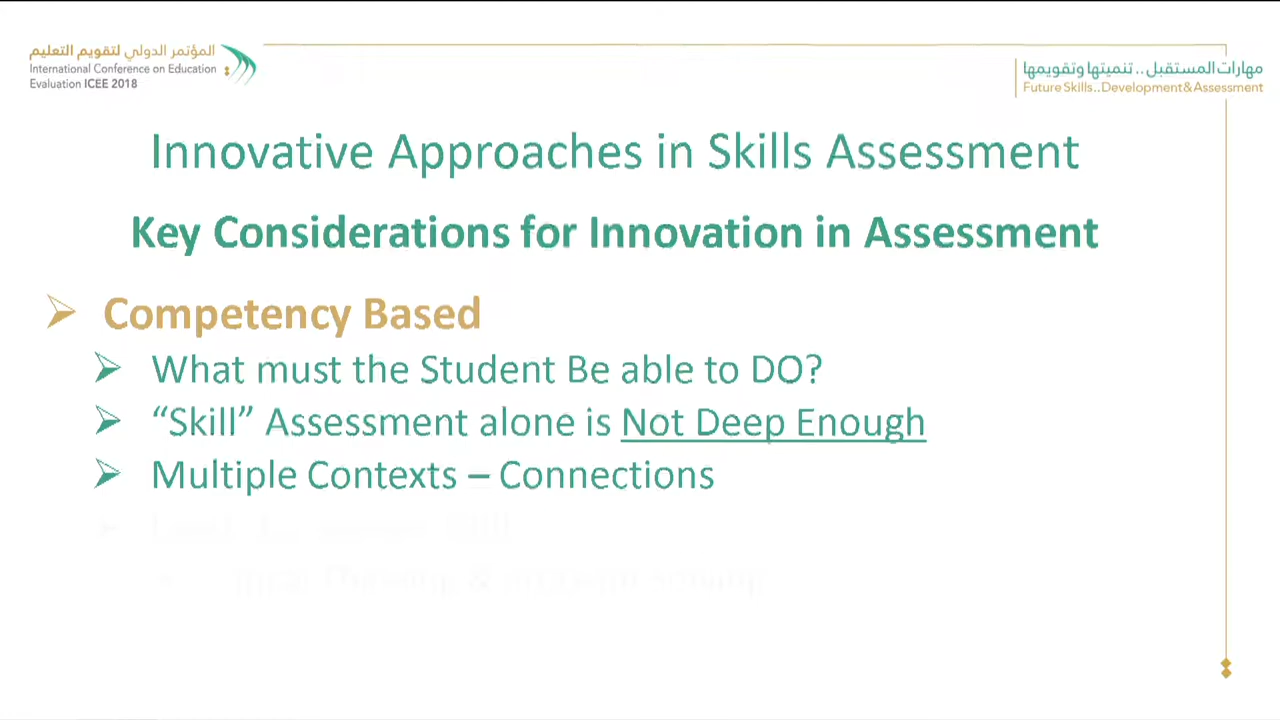 المؤتمر الدولي لتقويم التعليم
International Conference on Education
Evaluation ICEE 2018
مهارات المستقبل.. تنميتها وتقويمها
Future Skills..Development&Assessment
Innovative Approaches in Skills Assessment
Key Considerations for Innovation in Assessment
Competency Based
What must the Student Be able to DO?
“Skill” Assessment alone is Not Deep Enough
Multiple Contexts – Connections